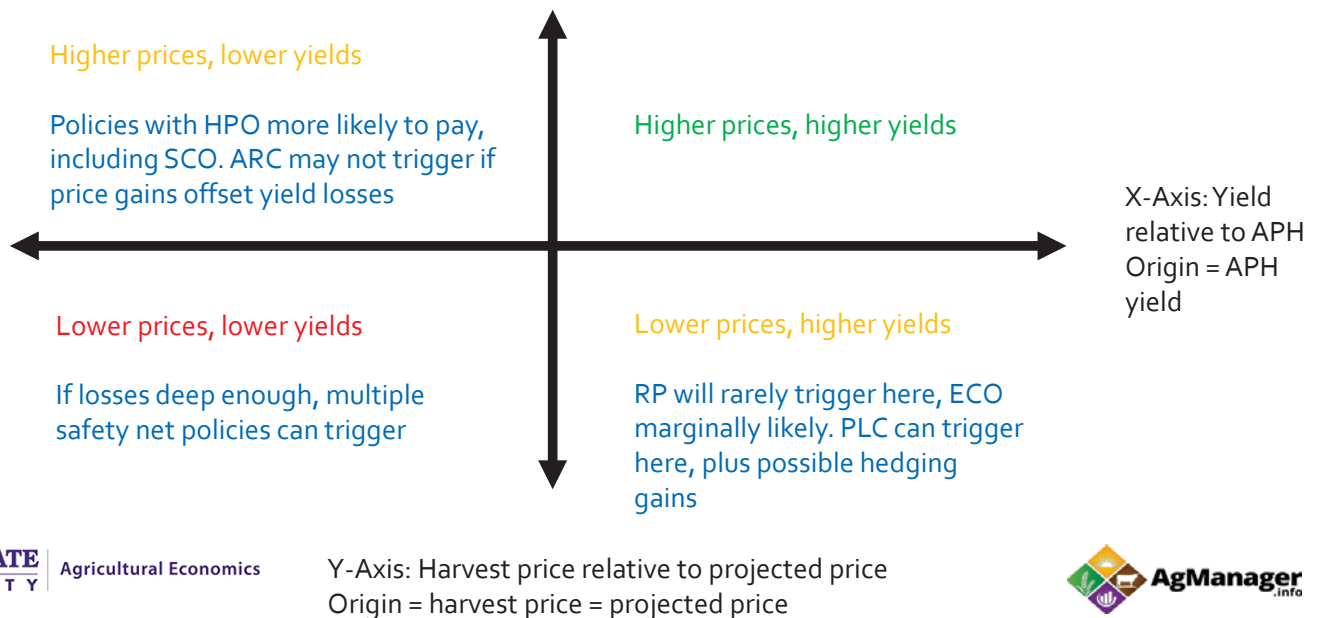 Higher prices, lower yields
Policies with HPO more likely to pay,
including SCO. ARC may not trigger if
price gains offset yield losses
Higher prices, higher yields
X-Axis: Yield
relative to APH
Origin = APH
yield
Lower prices, lower yields
If losses deep enough, multiple
safety net policies can trigger
Lower prices, higher yields
RP will rarely trigger here, ECO
marginally likely. PLC can trigger
here, plus possible hedging
gains
ATE
T Y
Agricultural Economics
Y-Axis: Harvest price relative to projected price
Origin = harvest price = projected price
AgManager
.info